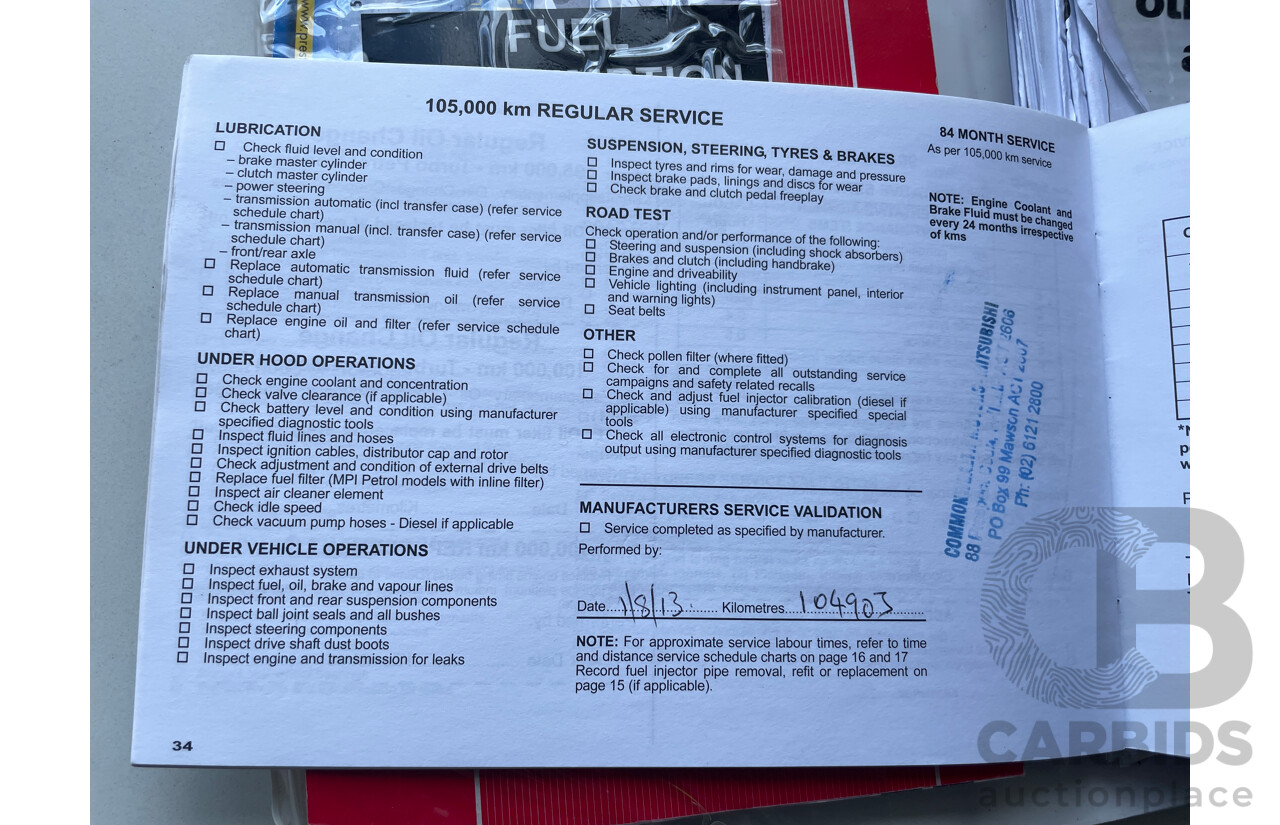 www.pres
FUEL
105,000 km REGULAR SERVICE
LUBRICATION
☐ Check fluid level and condition
– brake master cylinder
– clutch master cylinder
– power steering
– transmission automatic (incl transfer case) (refer service
schedule chart)
– transmission manual (incl. transfer case) (refer service
schedule chart)
– front/rear axle
☐ Replace automatic transmission fluid (refer service
schedule chart)
☐ Replace manual transmission oil (refer service
schedule chart)
☐ Replace engine oil and filter (refer service schedule
chart)
UNDER HOOD OPERATIONS
☐ Check engine coolant and concentration
☐ Check valve clearance (if applicable)
☐ Check battery level and condition using manufacturer
specified diagnostic tools
☐ Inspect fluid lines and hoses
☐ Inspect ignition cables, distributor cap and rotor
☐ Check adjustment and condition of external drive belts
☐ Replace fuel filter (MPI Petrol models with inline filter)
☐ Inspect air cleaner element
☐ Check idle speed
☐ Check vacuum pump hoses - Diesel if applicable
UNDER VEHICLE OPERATIONS
☐ Inspect exhaust system
☐ Inspect fuel, oil, brake and vapour lines
☐ Inspect front and rear suspension components
☐ Inspect ball joint seals and all bushes
☐ Inspect steering components
☐ Inspect drive shaft dust boots
☐ Inspect engine and transmission for leaks
34
SUSPENSION, STEERING, TYRES & BRAKES
☐ Inspect tyres and rims for wear, damage and pressure
☐ Inspect brake pads, linings and discs for wear
☐ Check brake and clutch pedal freeplay
ROAD TEST
Check operation and/or performance of the following:
☐ Steering and suspension (including shock absorbers)
☐ Brakes and clutch (including handbrake)
☐ Engine and driveability
☐ Vehicle lighting (including instrument panel, interior
and warning lights)
☐ Seat belts
OTHER
☐ Check pollen filter (where fitted)
☐ Check for and complete all outstanding service
campaigns and safety related recalls
☐ Check and adjust fuel injector calibration (diesel if
applicable) using manufacturer specified special
tools
☐ Check all electronic control systems for diagnosis
output using manufacturer specified diagnostic tools
MANUFACTURERS SERVICE VALIDATION
☐ Service completed as specified by manufacturer.
Performed by:
Date....1/8/13........ Kilometres...104903........
NOTE: For approximate service labour times, refer to time
and distance service schedule charts on page 16 and 17
Record fuel injector pipe removal, refit or replacement on
page 15 (if applicable).
84 MONTH SERVICE
As per 105,000 km service
NOTE: Engine Coolant and
Brake Fluid must be changed
every 24 months irrespective
of kms
MITSUBISHI
88 2606
PO Box 99 Mawson ACT 2607
Ph: (02) 6121 2800
CB
CARBIDS
auctionplace